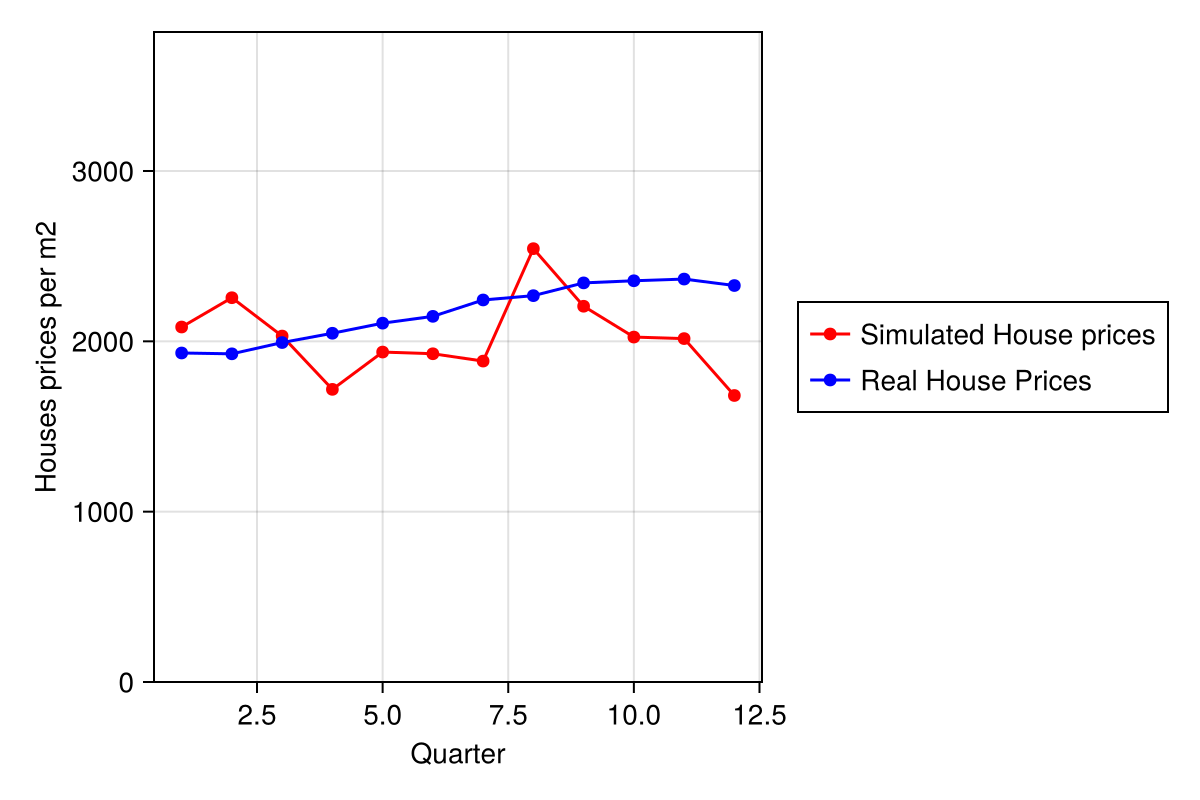 3000
2000
1000
0
Houses prices per m2
2.5 5.0 7.5 10.0 12.5
Quarter
Simulated House prices
Real House Prices